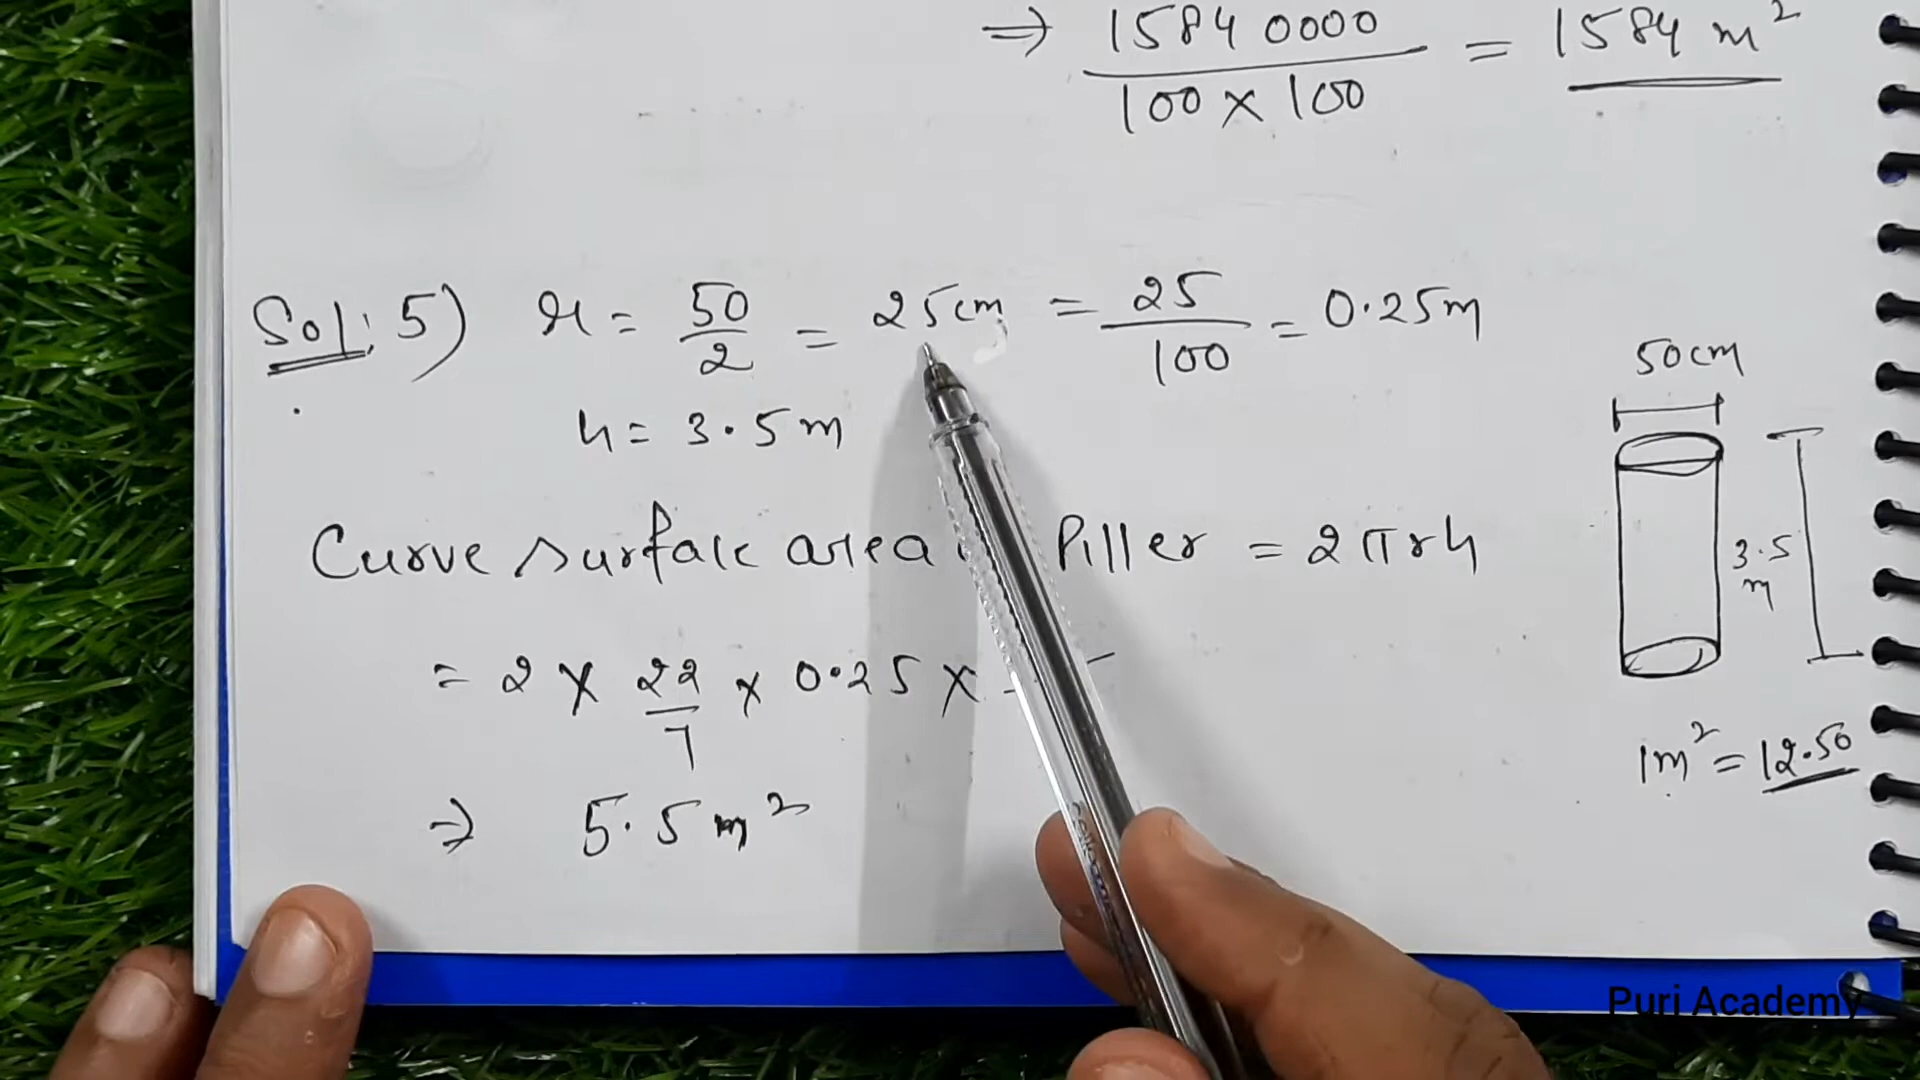 ⇒ 15840000 / 100 × 100 = 1584 m²
Sol: 5) r = 50/2 = 25cm = 25/100 = 0.25m
h = 3.5m
50cm
Curve surface area Piller = 2πrh
3.5
m
= 2 × 22/7 × 0.25 ×
1m² = 12.50
⇒ 5.5 m²
Puri Academy